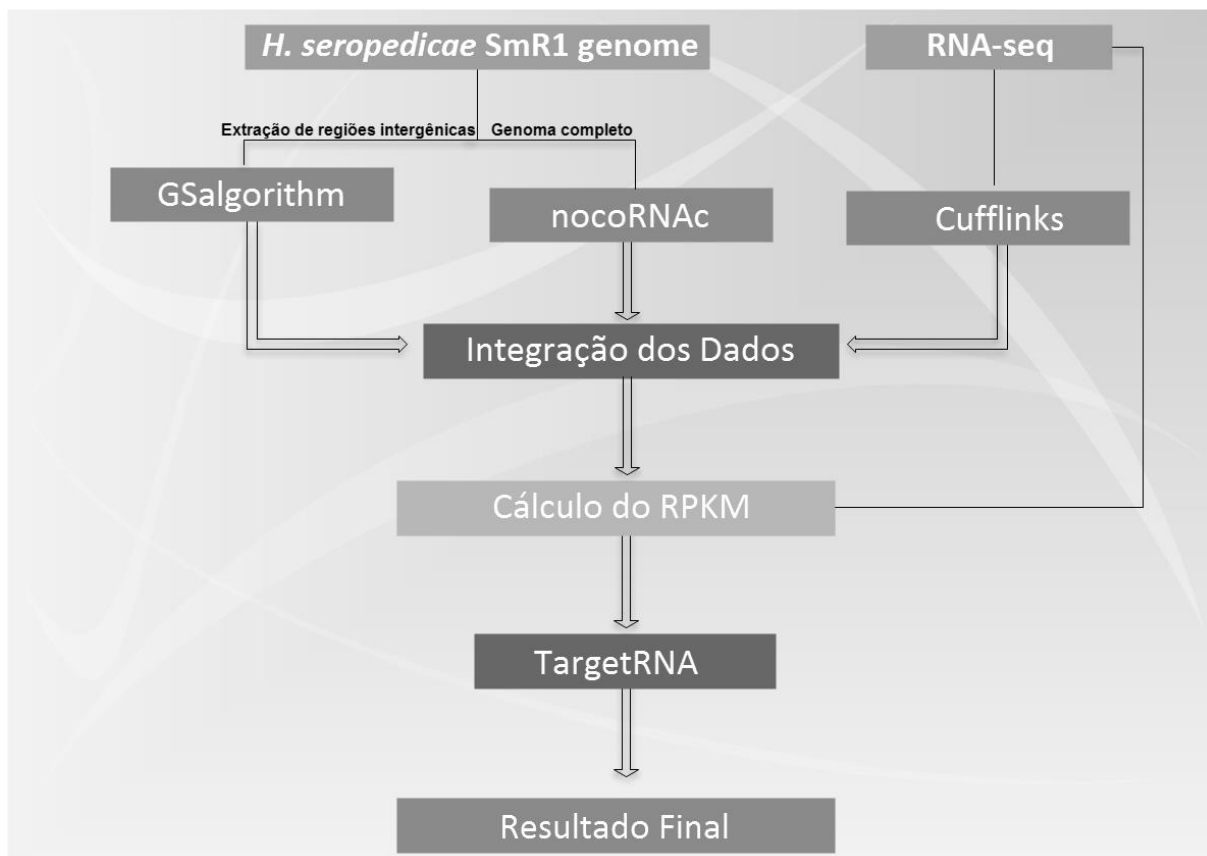 H. seropedicae SmR1 genome
RNA-seq
Extração de regiões intergênicas
Genoma completo
GSalgorithm
nocoRNAc
Cufflinks
Integração dos Dados
Cálculo do RPKM
TargetRNA
Resultado Final